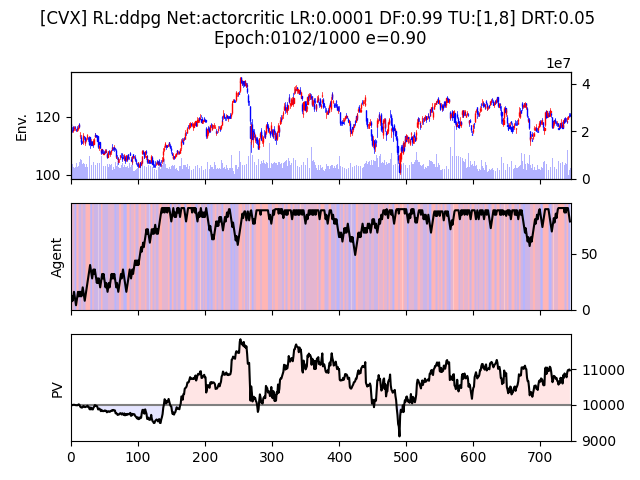 [CVX] RL:ddpg Net:actorcritic LR:0.0001 DF:0.99 TU:[1,8] DRT:0.05
Epoch:0102/1000 e=0.90
1e7
Env.
120
100
4
2
0
Agent
50
0
PV
11000
10000
9000
0 100 200 300 400 500 600 700